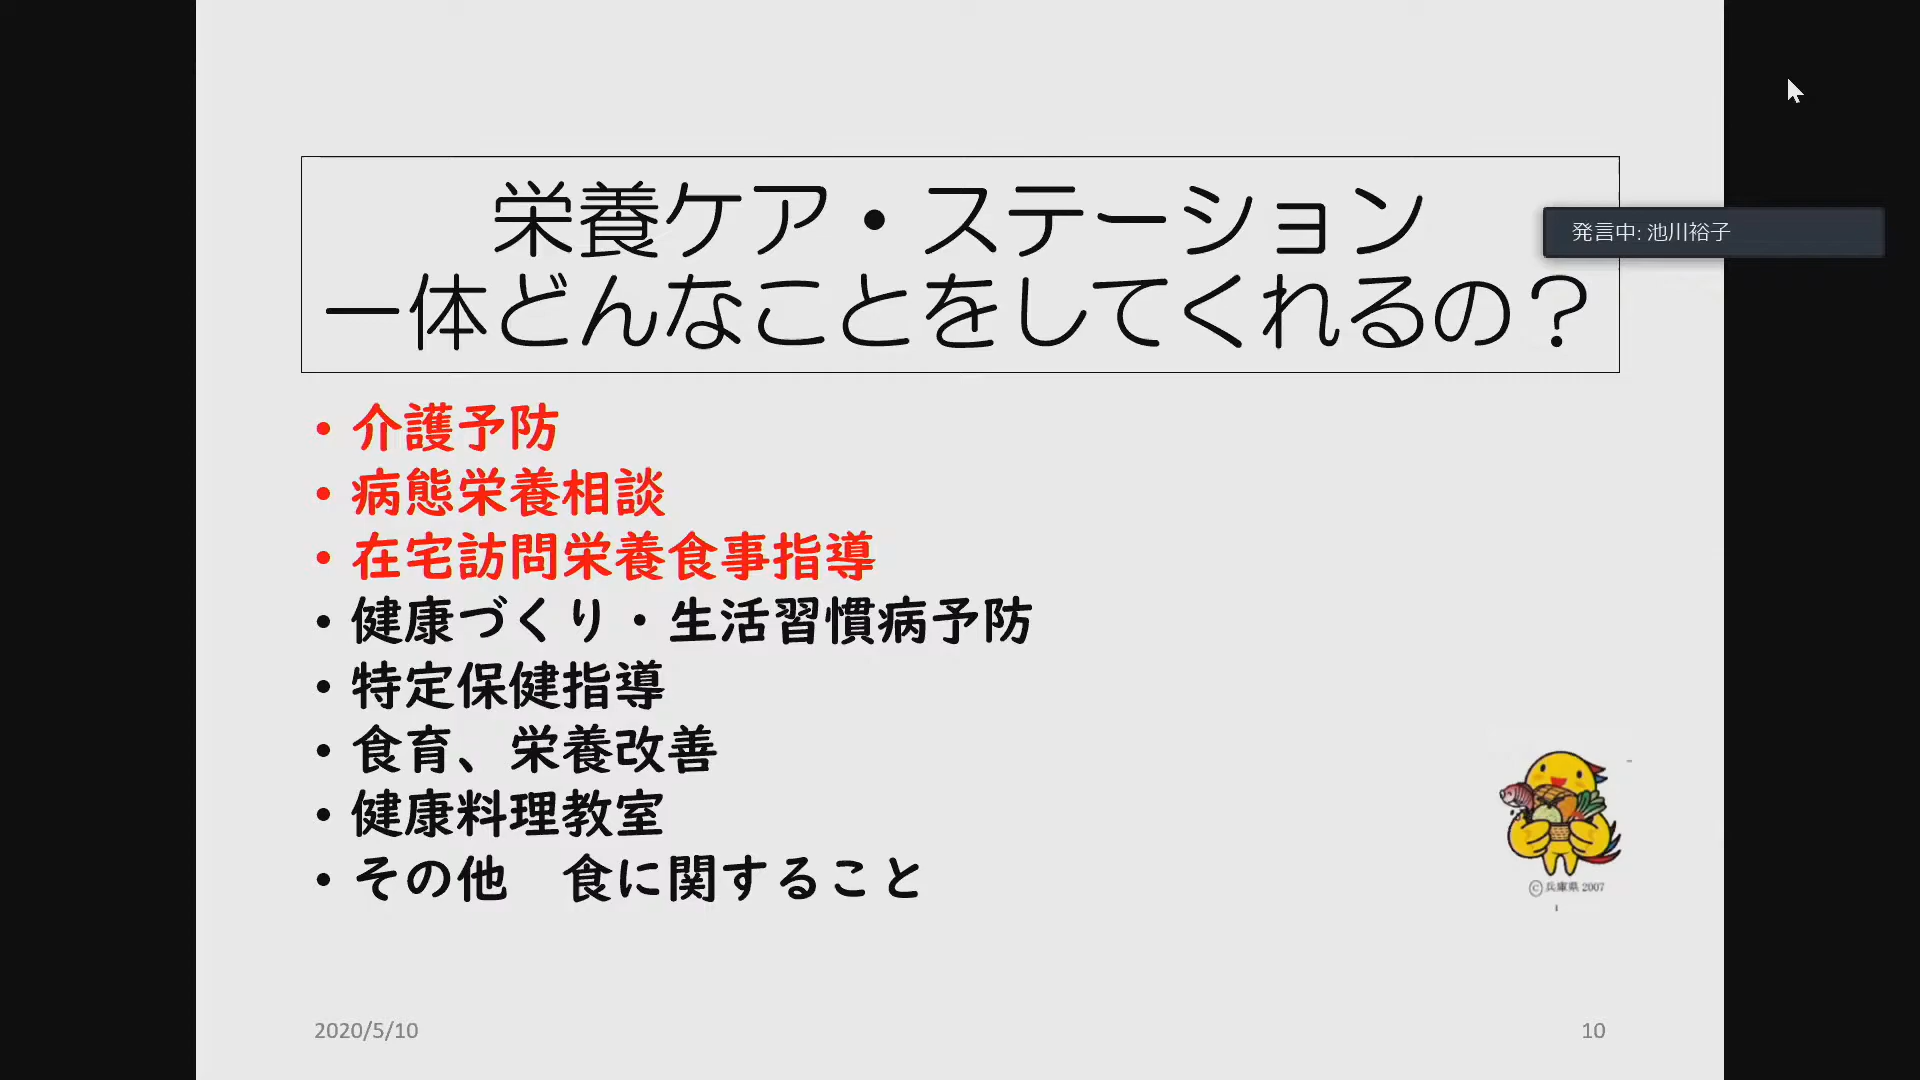 栄養ケア・ステーション
発言中: 池川裕子
一体どんなことをしてくれるの？
• 介護予防
• 病態栄養相談
• 在宅訪問栄養食事指導
• 健康づくり・生活習慣病予防
• 特定保健指導
• 食育、栄養改善
• 健康料理教室
• その他　食に関すること
©兵庫県 2007
2020/5/10
10